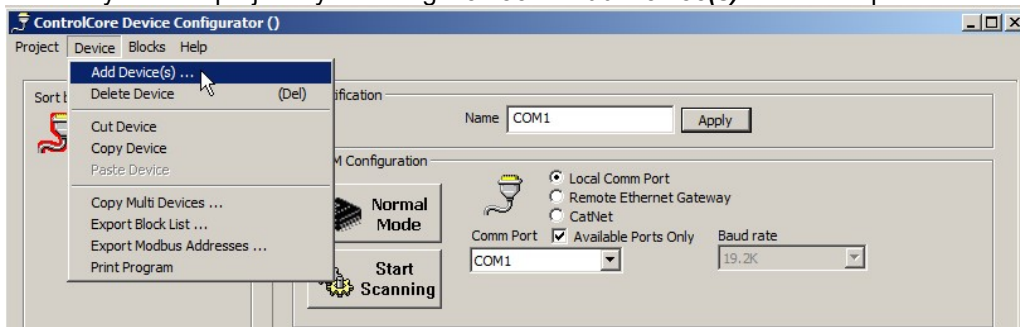 ControlCore Device Configurator ()
Project Device Blocks Help
Add Device(s) ...
Delete Device (Del)
Cut Device
Copy Device
Paste Device
Copy Multi Devices ...
Export Block List ...
Export Modbus Addresses ...
Print Program
Sort
Name COM1 Apply
Normal
Mode
Start
Scanning
Configuration
Local Comm Port
Remote Ethernet Gateway
CatNet
Comm Port Available Ports Only Baud rate
COM1 19.2K